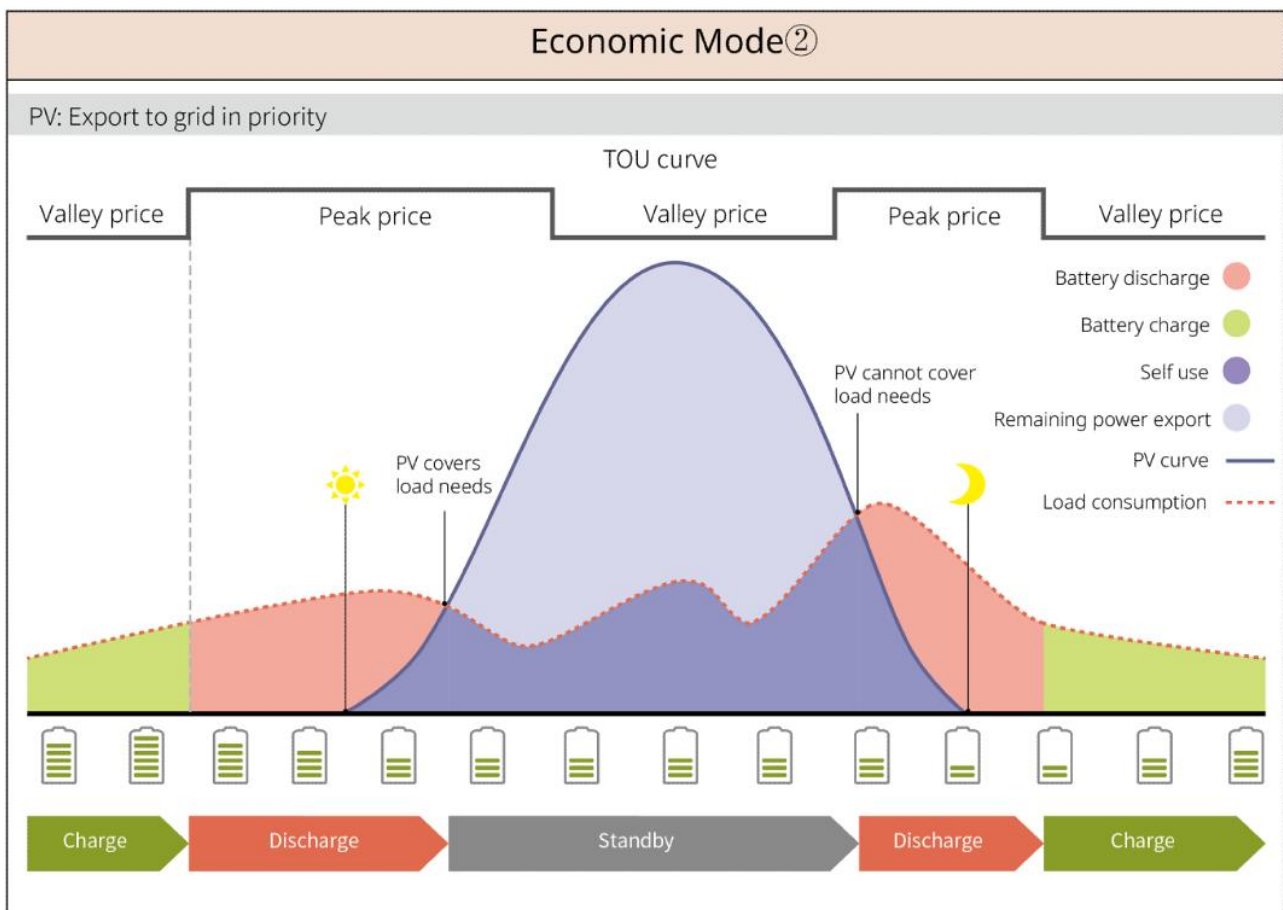 Economic Mode②
PV: Export to grid in priority
TOU curve
Valley price
Peak price
Valley price
Peak price
Valley price
Battery discharge
Battery charge
Self use
Remaining power export
PV curve
Load consumption
PV cannot cover
load needs
PV covers
load needs
Charge
Discharge
Standby
Discharge
Charge